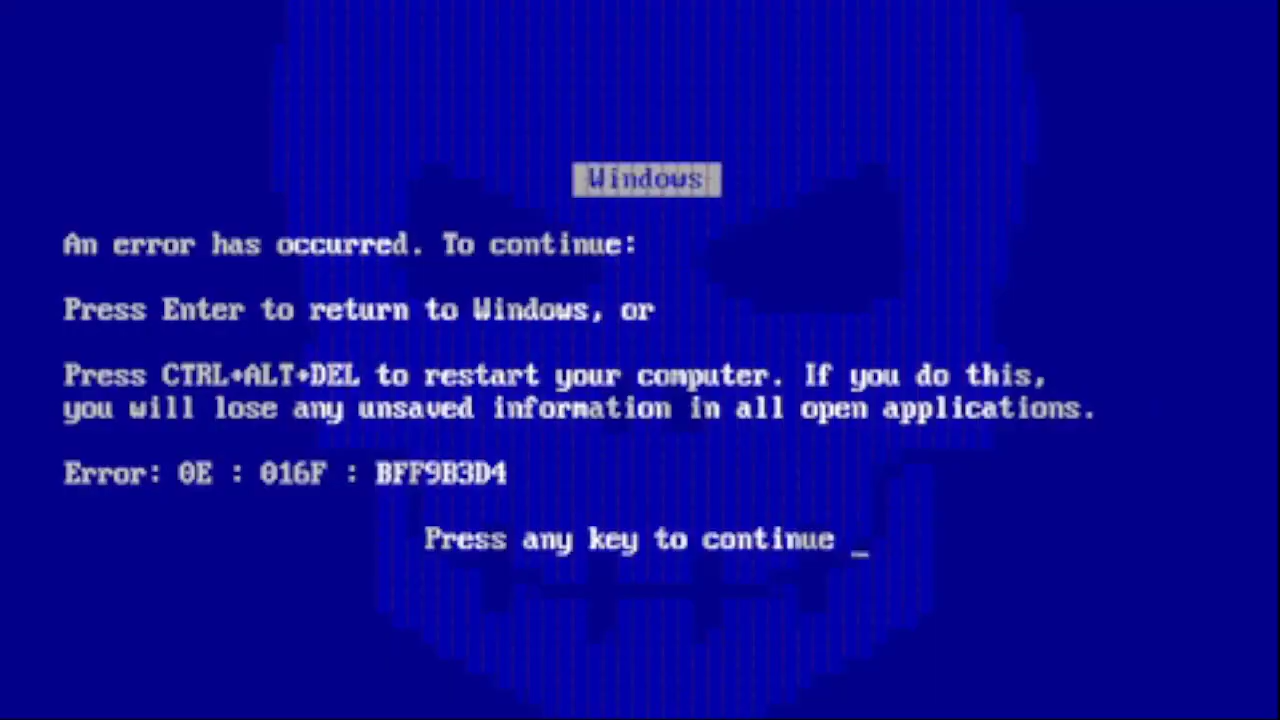 Windows
An error has occurred. To continue:
Press Enter to return to Windows, or
Press CTRL+ALT+DEL to restart your computer. If you do this,
you will lose any unsaved information in all open applications.
Error: 0E : 016F : BFF9B3D4
Press any key to continue _